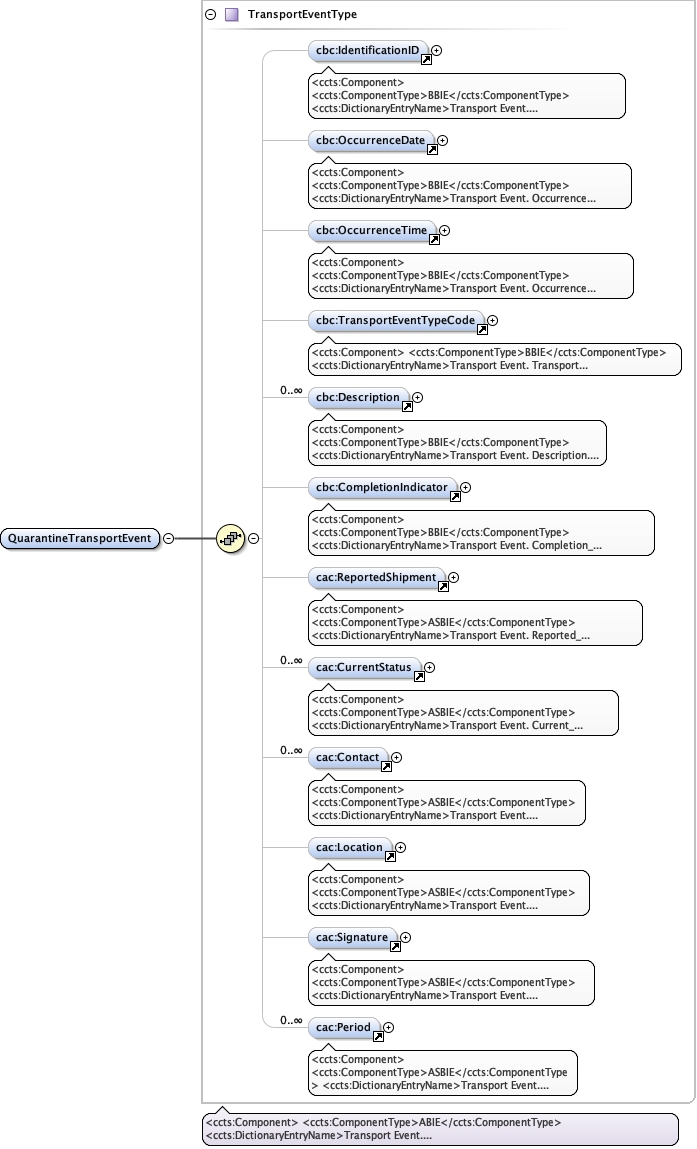 TransportEventType
cbc:IdentificationID
<ccts:Component>
<ccts:ComponentType>BBIE</ccts:ComponentType>
<ccts:DictionaryEntryName>Transport Event....
cbc:OccurrenceDate
<ccts:Component>
<ccts:ComponentType>BBIE</ccts:ComponentType>
<ccts:DictionaryEntryName>Transport Event. Occurrence...
cbc:OccurrenceTime
<ccts:Component>
<ccts:ComponentType>BBIE</ccts:ComponentType>
<ccts:DictionaryEntryName>Transport Event. Occurrence...
cbc:TransportEventTypeCode
<ccts:Component> <ccts:ComponentType>BBIE</ccts:ComponentType>
<ccts:DictionaryEntryName>Transport Event. Transport...
0..∞
cbc:Description
<ccts:Component>
<ccts:ComponentType>BBIE</ccts:ComponentType>
<ccts:DictionaryEntryName>Transport Event. Description....
cbc:CompletionIndicator
<ccts:Component>
<ccts:ComponentType>BBIE</ccts:ComponentType>
<ccts:DictionaryEntryName>Transport Event. Completion_...
QuarantineTransportEvent
cac:ReportedShipment
<ccts:Component>
<ccts:ComponentType>ASBIE</ccts:ComponentType>
<ccts:DictionaryEntryName>Transport Event. Reported_...
0..∞
cac:CurrentStatus
<ccts:Component>
<ccts:ComponentType>ASBIE</ccts:ComponentType>
<ccts:DictionaryEntryName>Transport Event. Current_...
0..∞
cac:Contact
<ccts:Component>
<ccts:ComponentType>ASBIE</ccts:ComponentType>
<ccts:DictionaryEntryName>Transport Event....
cac:Location
<ccts:Component>
<ccts:ComponentType>ASBIE</ccts:ComponentType>
<ccts:DictionaryEntryName>Transport Event....
cac:Signature
<ccts:Component>
<ccts:ComponentType>ASBIE</ccts:ComponentType>
<ccts:DictionaryEntryName>Transport Event....
0..∞
cac:Period
<ccts:Component>
<ccts:ComponentType>ASBIE</ccts:ComponentType
> <ccts:DictionaryEntryName>Transport Event....
<ccts:Component> <ccts:ComponentType>ABIE</ccts:ComponentType>
<ccts:DictionaryEntryName>Transport Event....